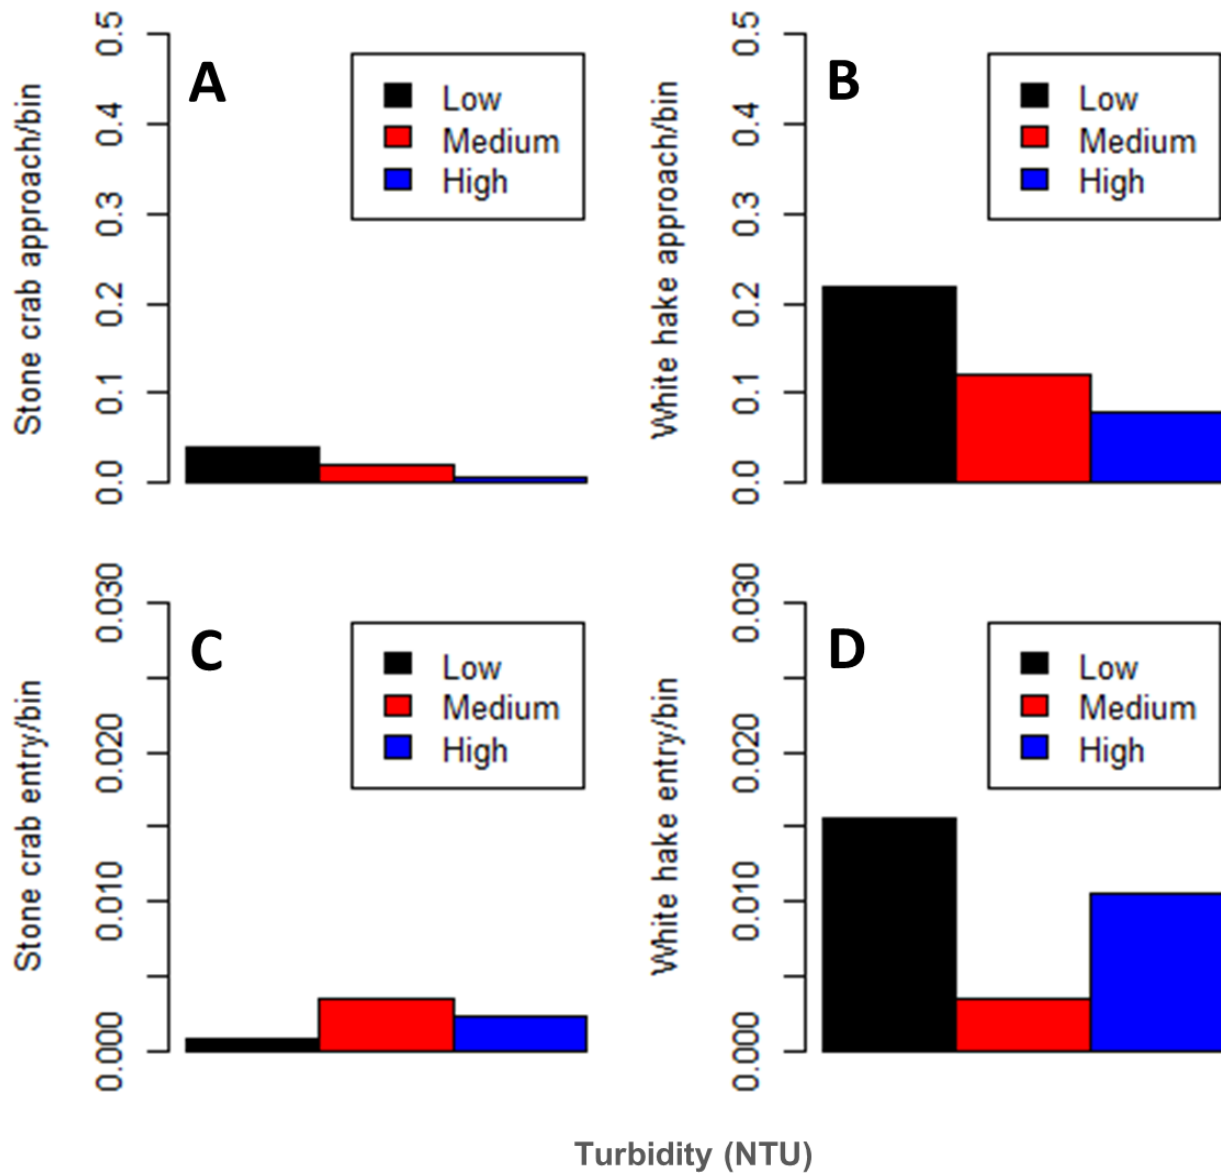 A
Stone crab approach/bin
0.5
0.4
0.3
0.2
0.1
0.0
Low
Medium
High
B
White hake approach/bin
0.5
0.4
0.3
0.2
0.1
0.0
Low
Medium
High
C
Stone crab entry/bin
0.030
0.020
0.010
0.000
Low
Medium
High
D
White hake entry/bin
0.030
0.020
0.010
0.000
Low
Medium
High
Turbidity (NTU)